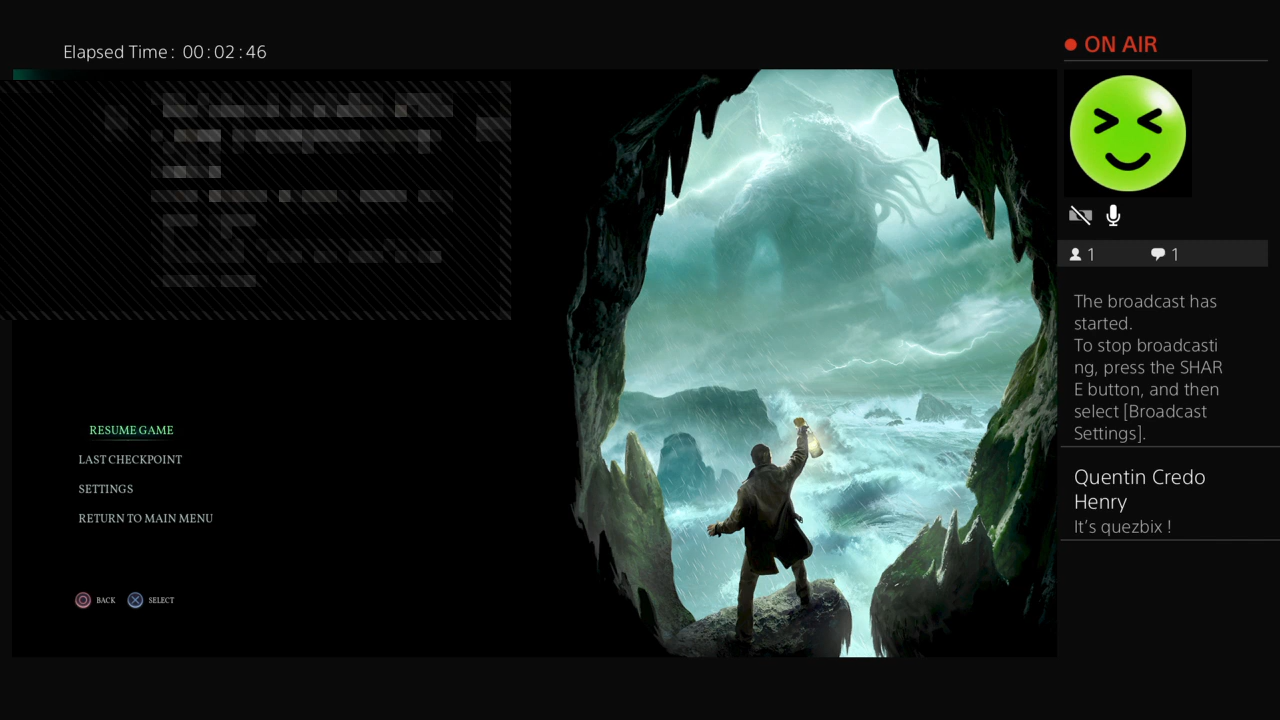 Elapsed Time: 00:02:46
ON AIR
1
1
The broadcast has
started.
To stop broadcasti
ng, press the SHAR
E button, and then
select [Broadcast
Settings].
Quentin Credo
Henry
It's quezbix !
RESUME GAME
LAST CHECKPOINT
SETTINGS
RETURN TO MAIN MENU
BACK
SELECT